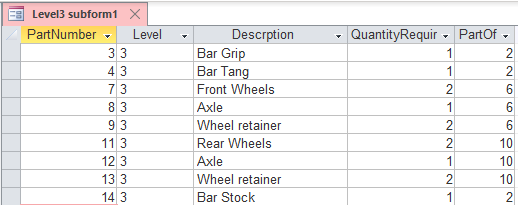 Level3 subform1
PartNumber Level Descrption QuantityRequir PartOf
3 3 Bar Grip 1 2
4 3 Bar Tang 1 2
7 3 Front Wheels 2 6
8 3 Axle 1 6
9 3 Wheel retainer 2 6
11 3 Rear Wheels 2 10
12 3 Axle 1 10
13 3 Wheel retainer 2 10
14 3 Bar Stock 1 2